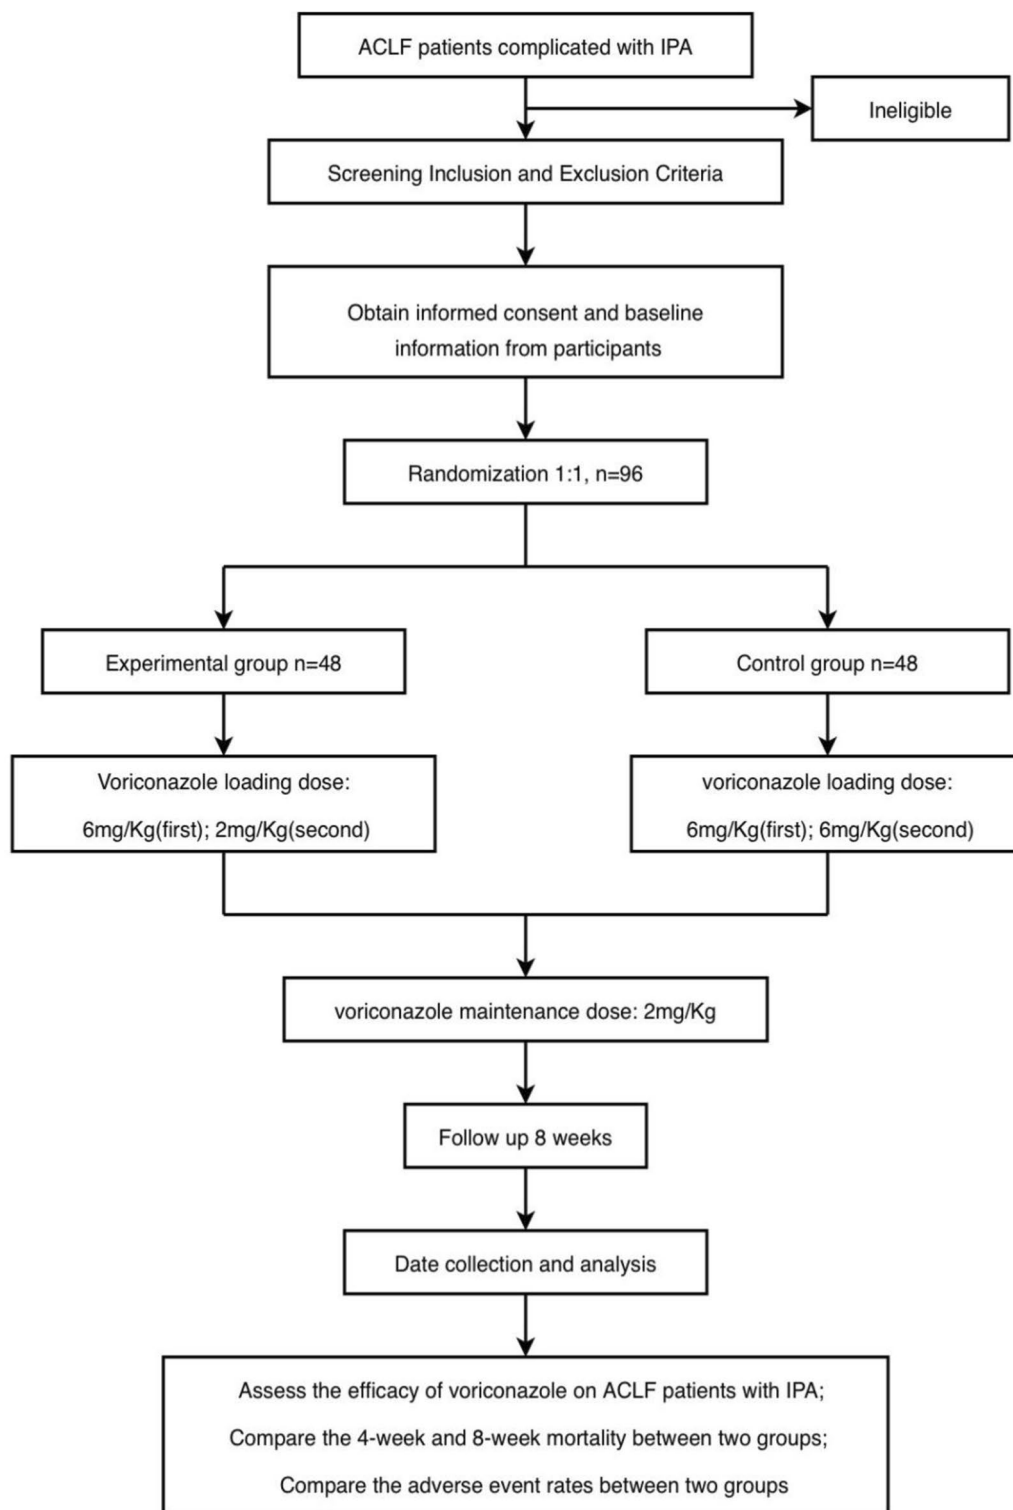 ACLF patients complicated with IPA
Ineligible
Screening Inclusion and Exclusion Criteria
Obtain informed consent and baseline
information from participants
Randomization 1:1, n=96
Experimental group n=48
Control group n=48
Voriconazole loading dose:
6mg/Kg(first); 2mg/Kg(second)
voriconazole loading dose:
6mg/Kg(first); 6mg/Kg(second)
voriconazole maintenance dose: 2mg/Kg
Follow up 8 weeks
Date collection and analysis
Assess the efficacy of voriconazole on ACLF patients with IPA;
Compare the 4-week and 8-week mortality between two groups;
Compare the adverse event rates between two groups